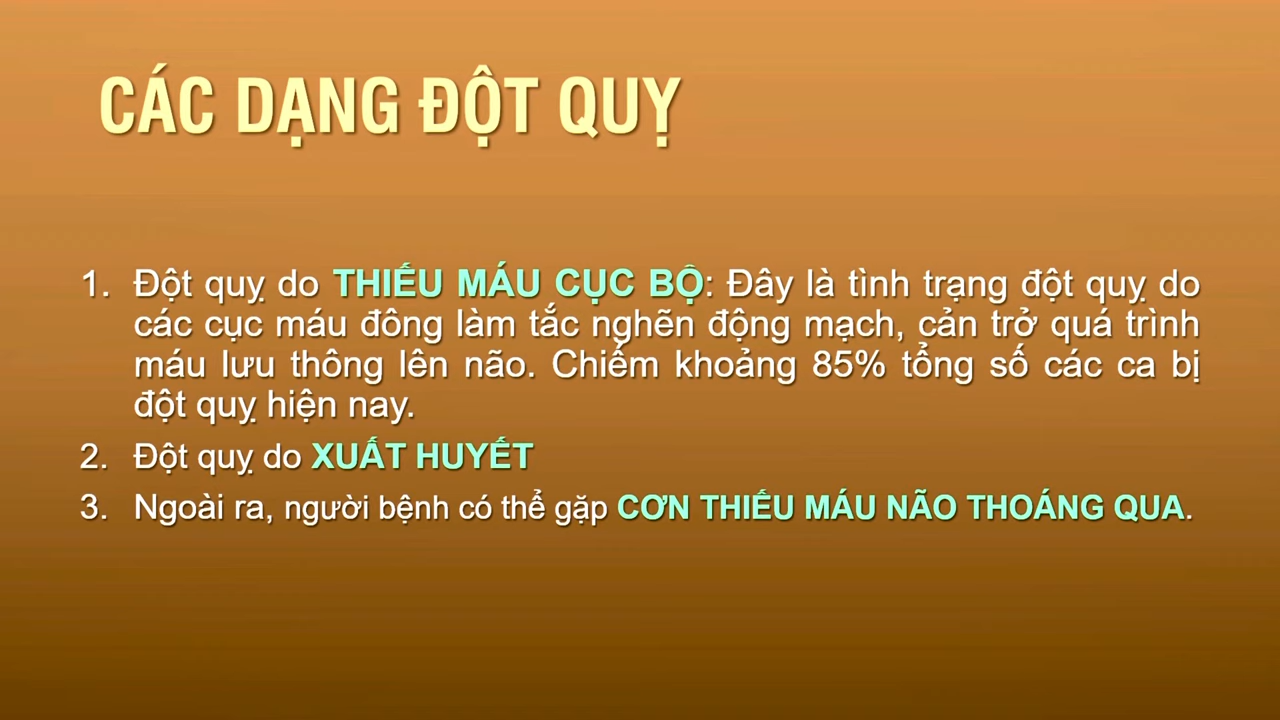 CÁC DẠNG ĐỘT QUỴ
1. Đột quỵ do THIẾU MÁU CỤC BỘ: Đây là tình trạng đột quỵ do
các cục máu đông làm tắc nghẽn động mạch, cản trở quá trình
máu lưu thông lên não. Chiếm khoảng 85% tổng số các ca bị
đột quỵ hiện nay.
2. Đột quỵ do XUẤT HUYẾT
3. Ngoài ra, người bệnh có thể gặp CƠN THIẾU MÁU NÃO THOÁNG QUA.